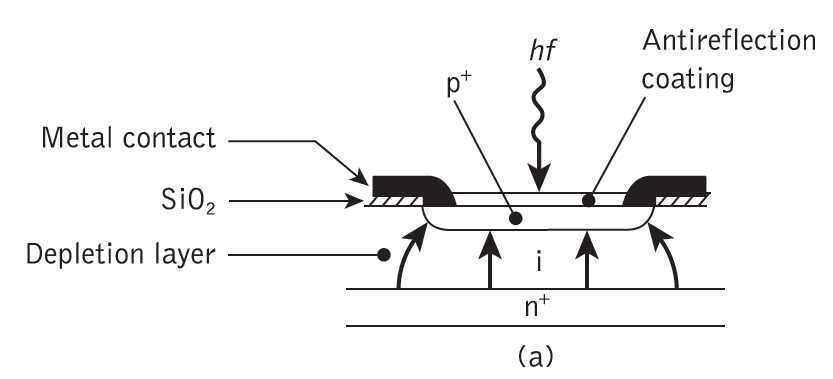 hf
Antireflection
coating
p⁺
Metal contact
SiO₂
Depletion layer
i
n⁺
(a)